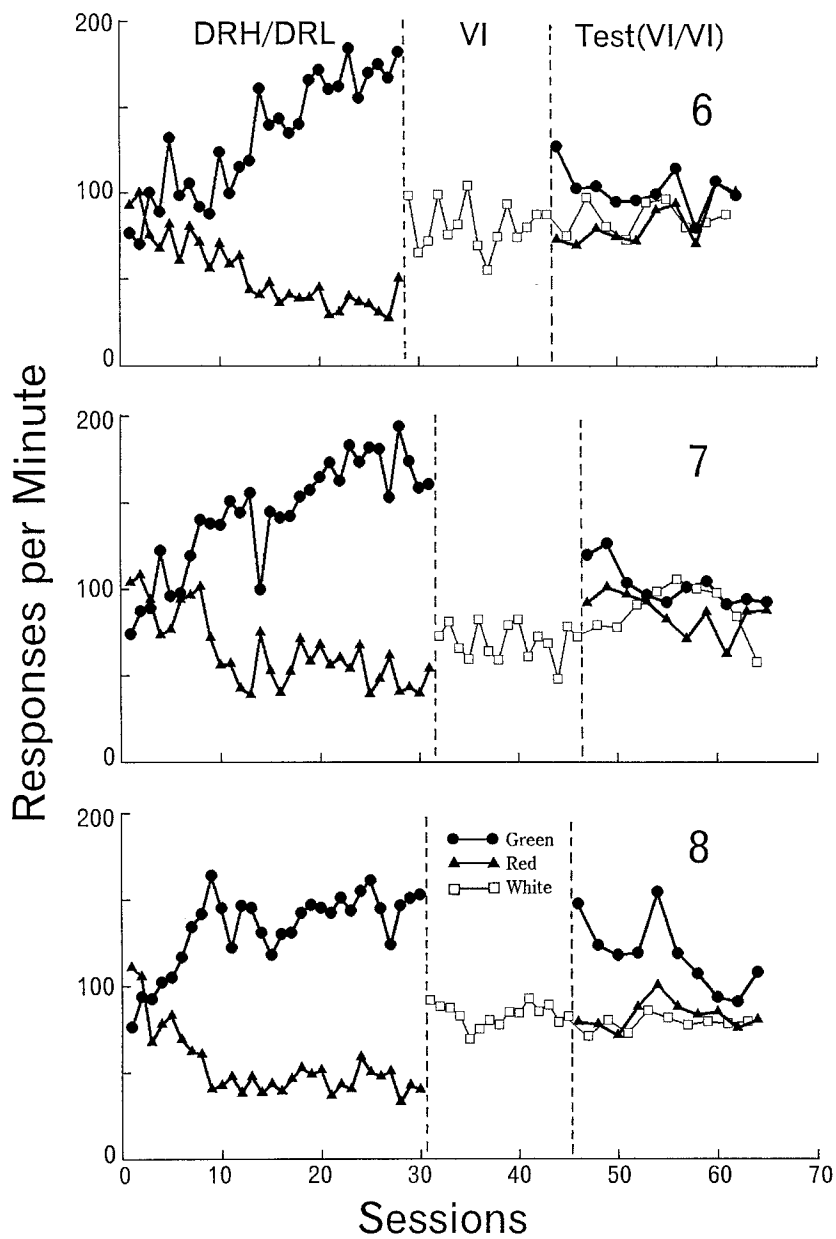 Responses per Minute
DRH/DRL VI Test(VI/VI)
200
100
0
6
200
100
0
7
200
100
0
8
Green
Red
White
0 10 20 30 40 50 60 70
Sessions